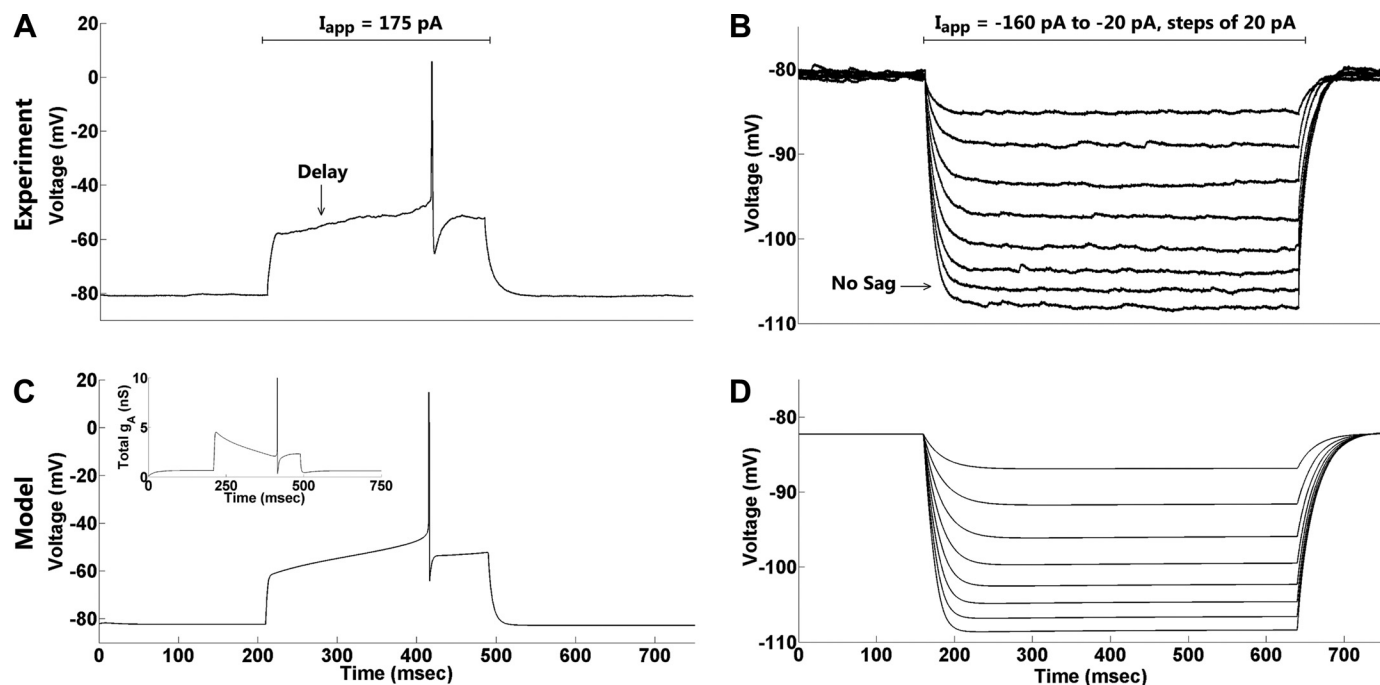 A
I_app = 175 pA
20
0
-20
-40
-60
-80
Experiment
Voltage (mV)
Delay
B
I_app = -160 pA to -20 pA, steps of 20 pA
-80
-90
-100
-110
Voltage (mV)
No Sag
C
20
0
-20
-40
-60
-80
Model
Voltage (mV)
10
5
0
Total g_A (nS)
0
250
500
750
Time (msec)
0
100
200
300
400
500
600
700
Time (msec)
D
-80
-90
-100
-110
Voltage (mV)
0
100
200
300
400
500
600
700
Time (msec)